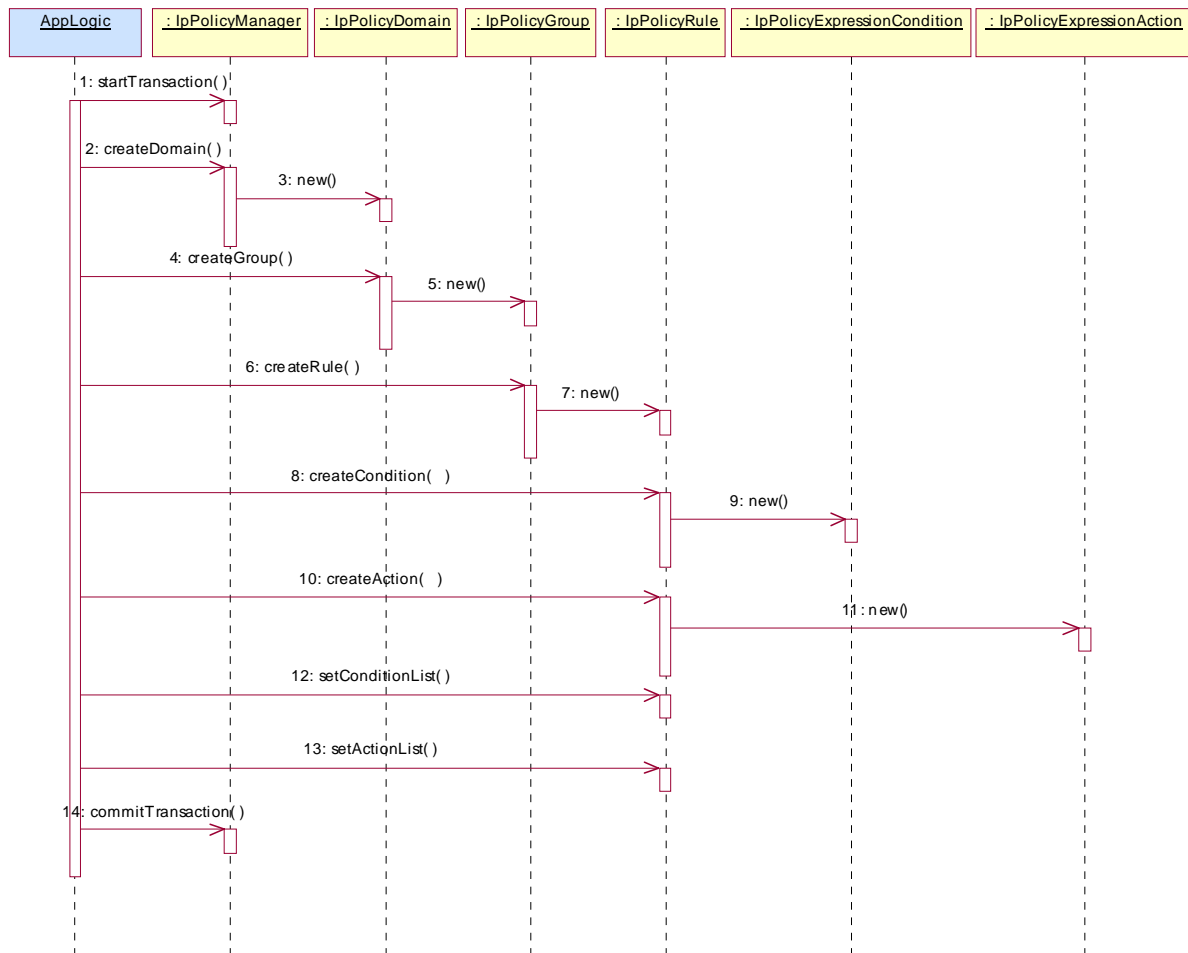 AppLogic
: IpPolicyManager
: IpPolicyDomain
: IpPolicyGroup
: IpPolicyRule
: IpPolicyExpressionCondition
: IpPolicyExpressionAction
1: startTransaction( )
2: createDomain( )
3: new()
4: createGroup( )
5: new()
6: createRule( )
7: new()
8: createCondition( )
9: new()
10: createAction( )
11: new()
12: setConditionList( )
13: setActionList( )
14: commitTransaction( )